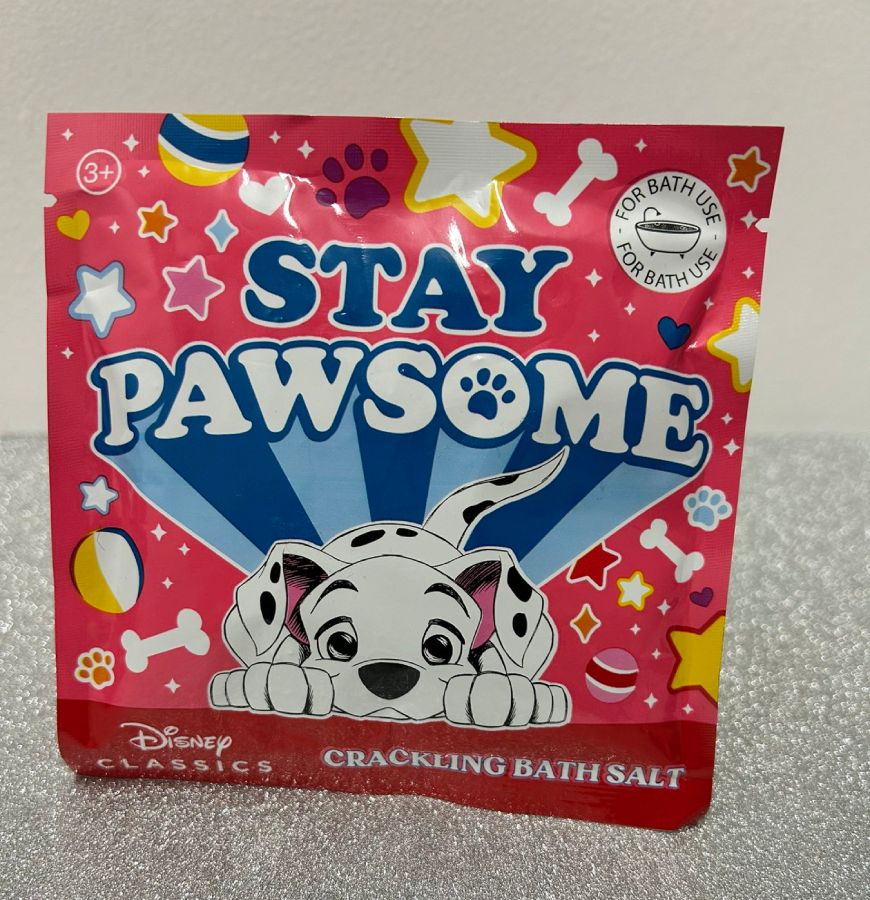 3+
- FOR BATH USE -
FOR BATH USE
STAY
PAWSOME
Disney
CLASSICS
CRACKLING BATH SALT